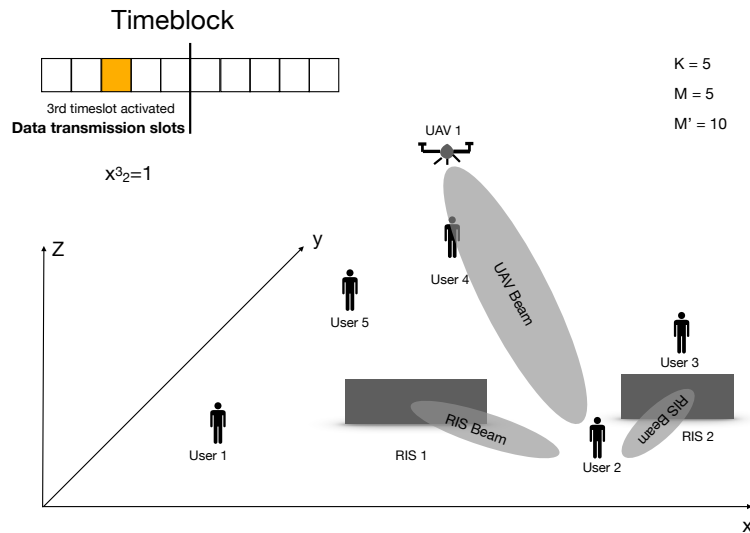 Timeblock
3rd timeslot activated
Data transmission slots
x³₂=1
K = 5
M = 5
M' = 10
UAV 1
Z
y
User 4
UAV Beam
User 5
User 3
RIS Beam
RIS Beam
User 1
RIS 1
User 2
RIS 2
x